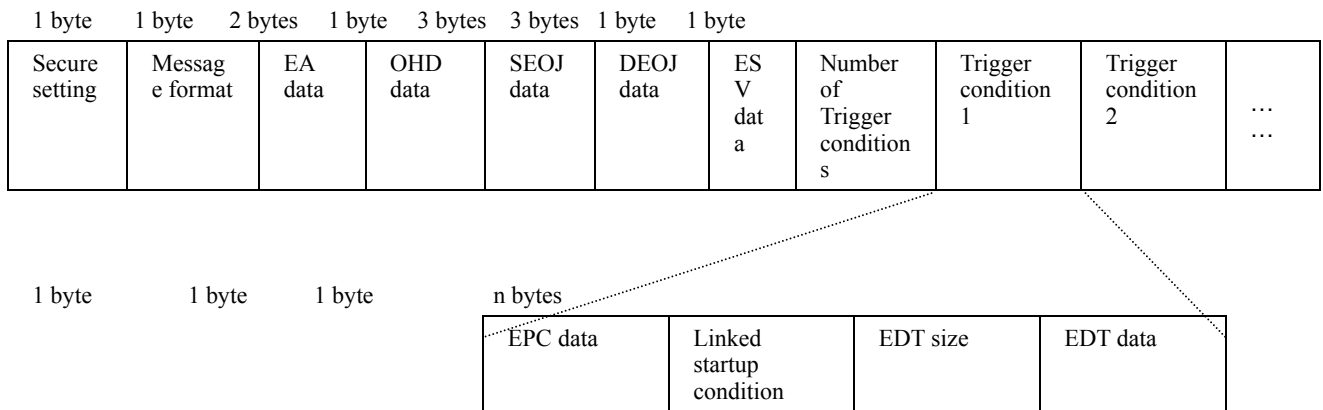 1 byte 1 byte 2 bytes 1 byte 3 bytes 3 bytes 1 byte 1 byte
Secure
setting
Messag
e format
EA
data
OHD
data
SEOJ
data
DEOJ
data
ES
V
dat
a
Number
of
Trigger
condition
s
Trigger
condition
1
Trigger
condition
2
…
…
1 byte 1 byte 1 byte n bytes
EPC data
Linked
startup
condition
EDT size
EDT data